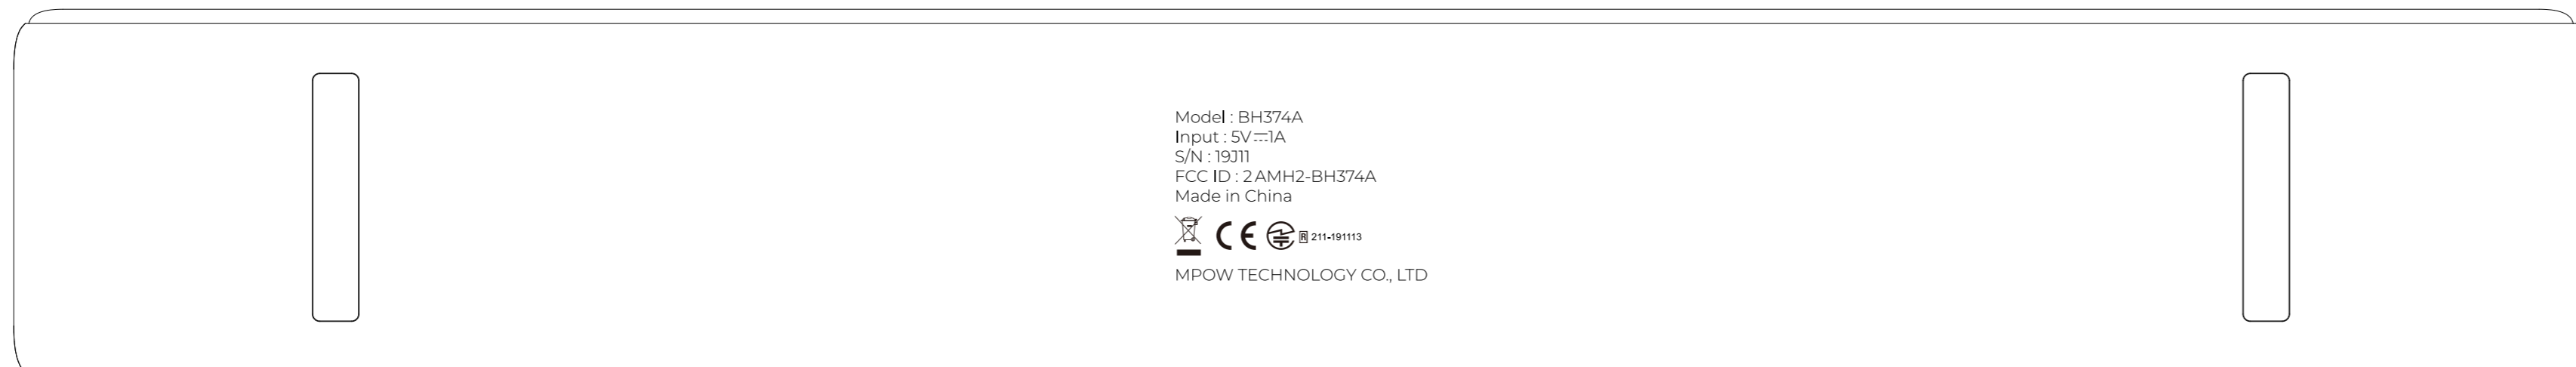 Model : BH374A
Input : 5V⎓1A
S/N : 19J11
FCC ID : 2AMH2-BH374A
Made in China
CE R 211-191113
MPOW TECHNOLOGY CO., LTD